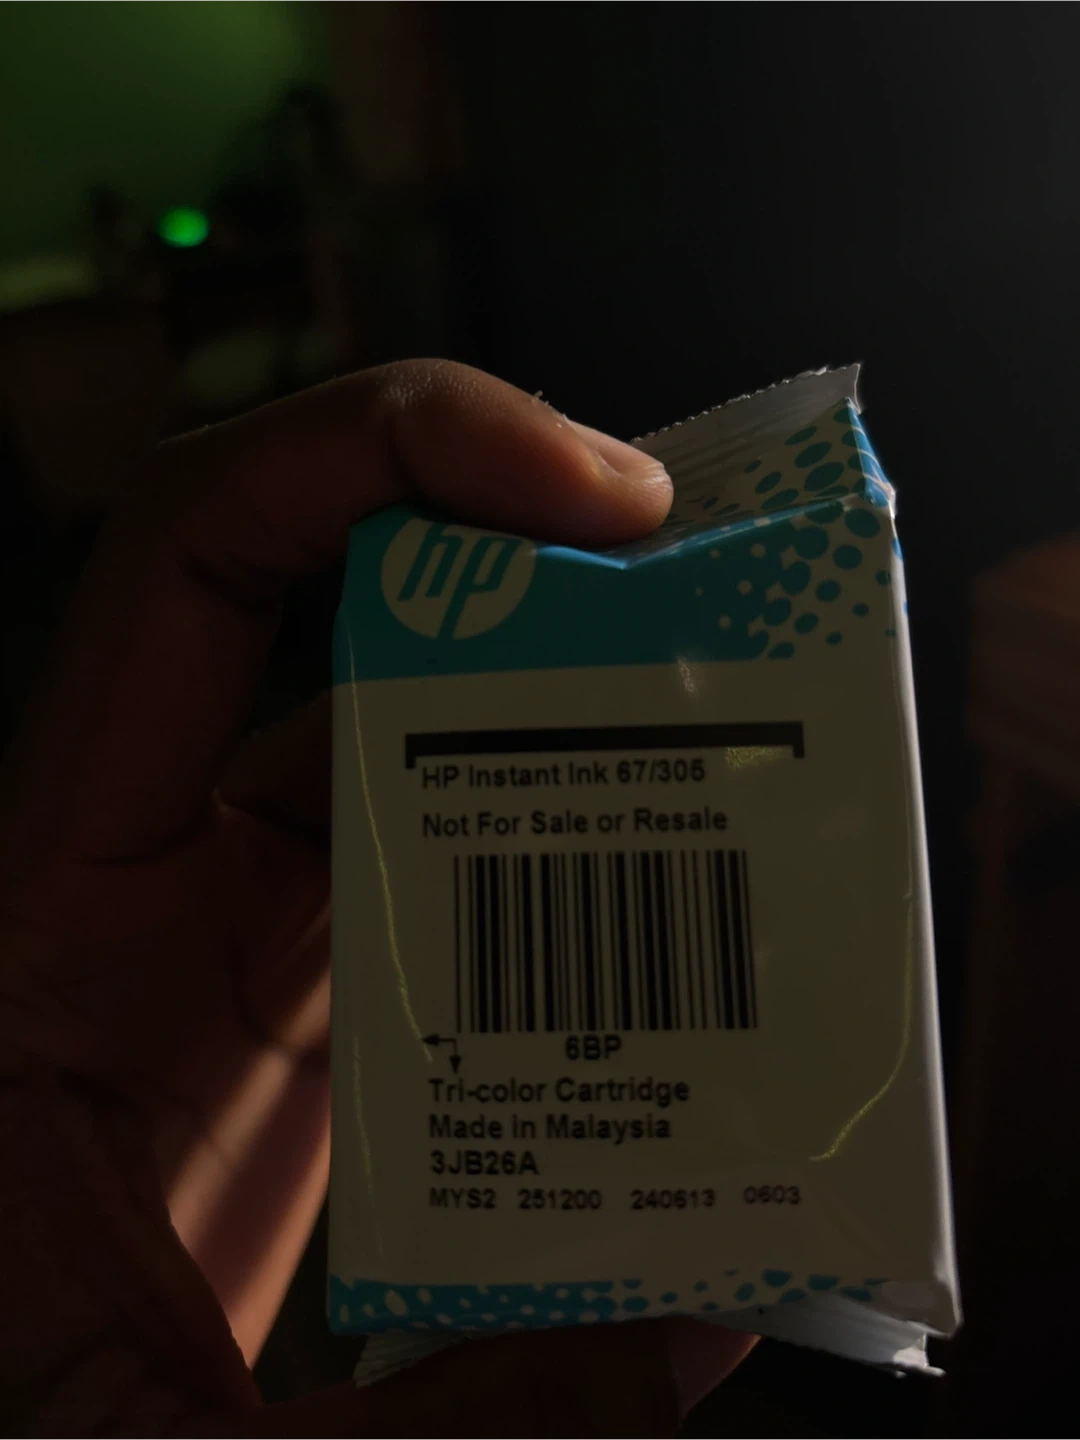 hp
HP Instant Ink 67/305
Not For Sale or Resale
6BP
Tri-color Cartridge
Made in Malaysia
3JB26A
MYS2 251200 240613 0603